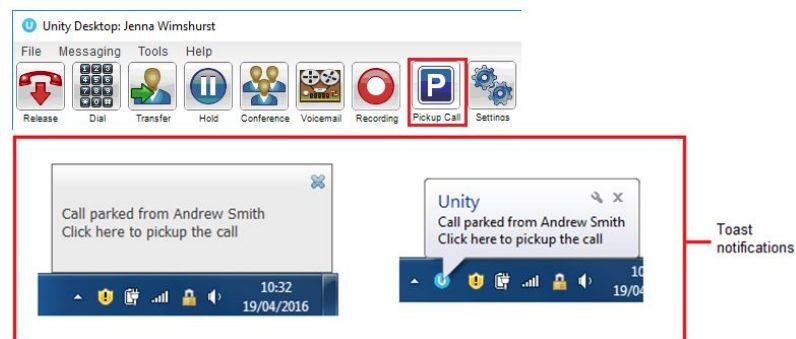 Unity Desktop: Jenna Wimshurst
File Messaging Tools Help
Release Dial Transfer Hold Conference Voicemail Recording Pickup Call Settings
Call parked from Andrew Smith
Click here to pickup the call
10:32
19/04/2016
Unity
Call parked from Andrew Smith
Click here to pickup the call
10
19/04
Toast
notifications